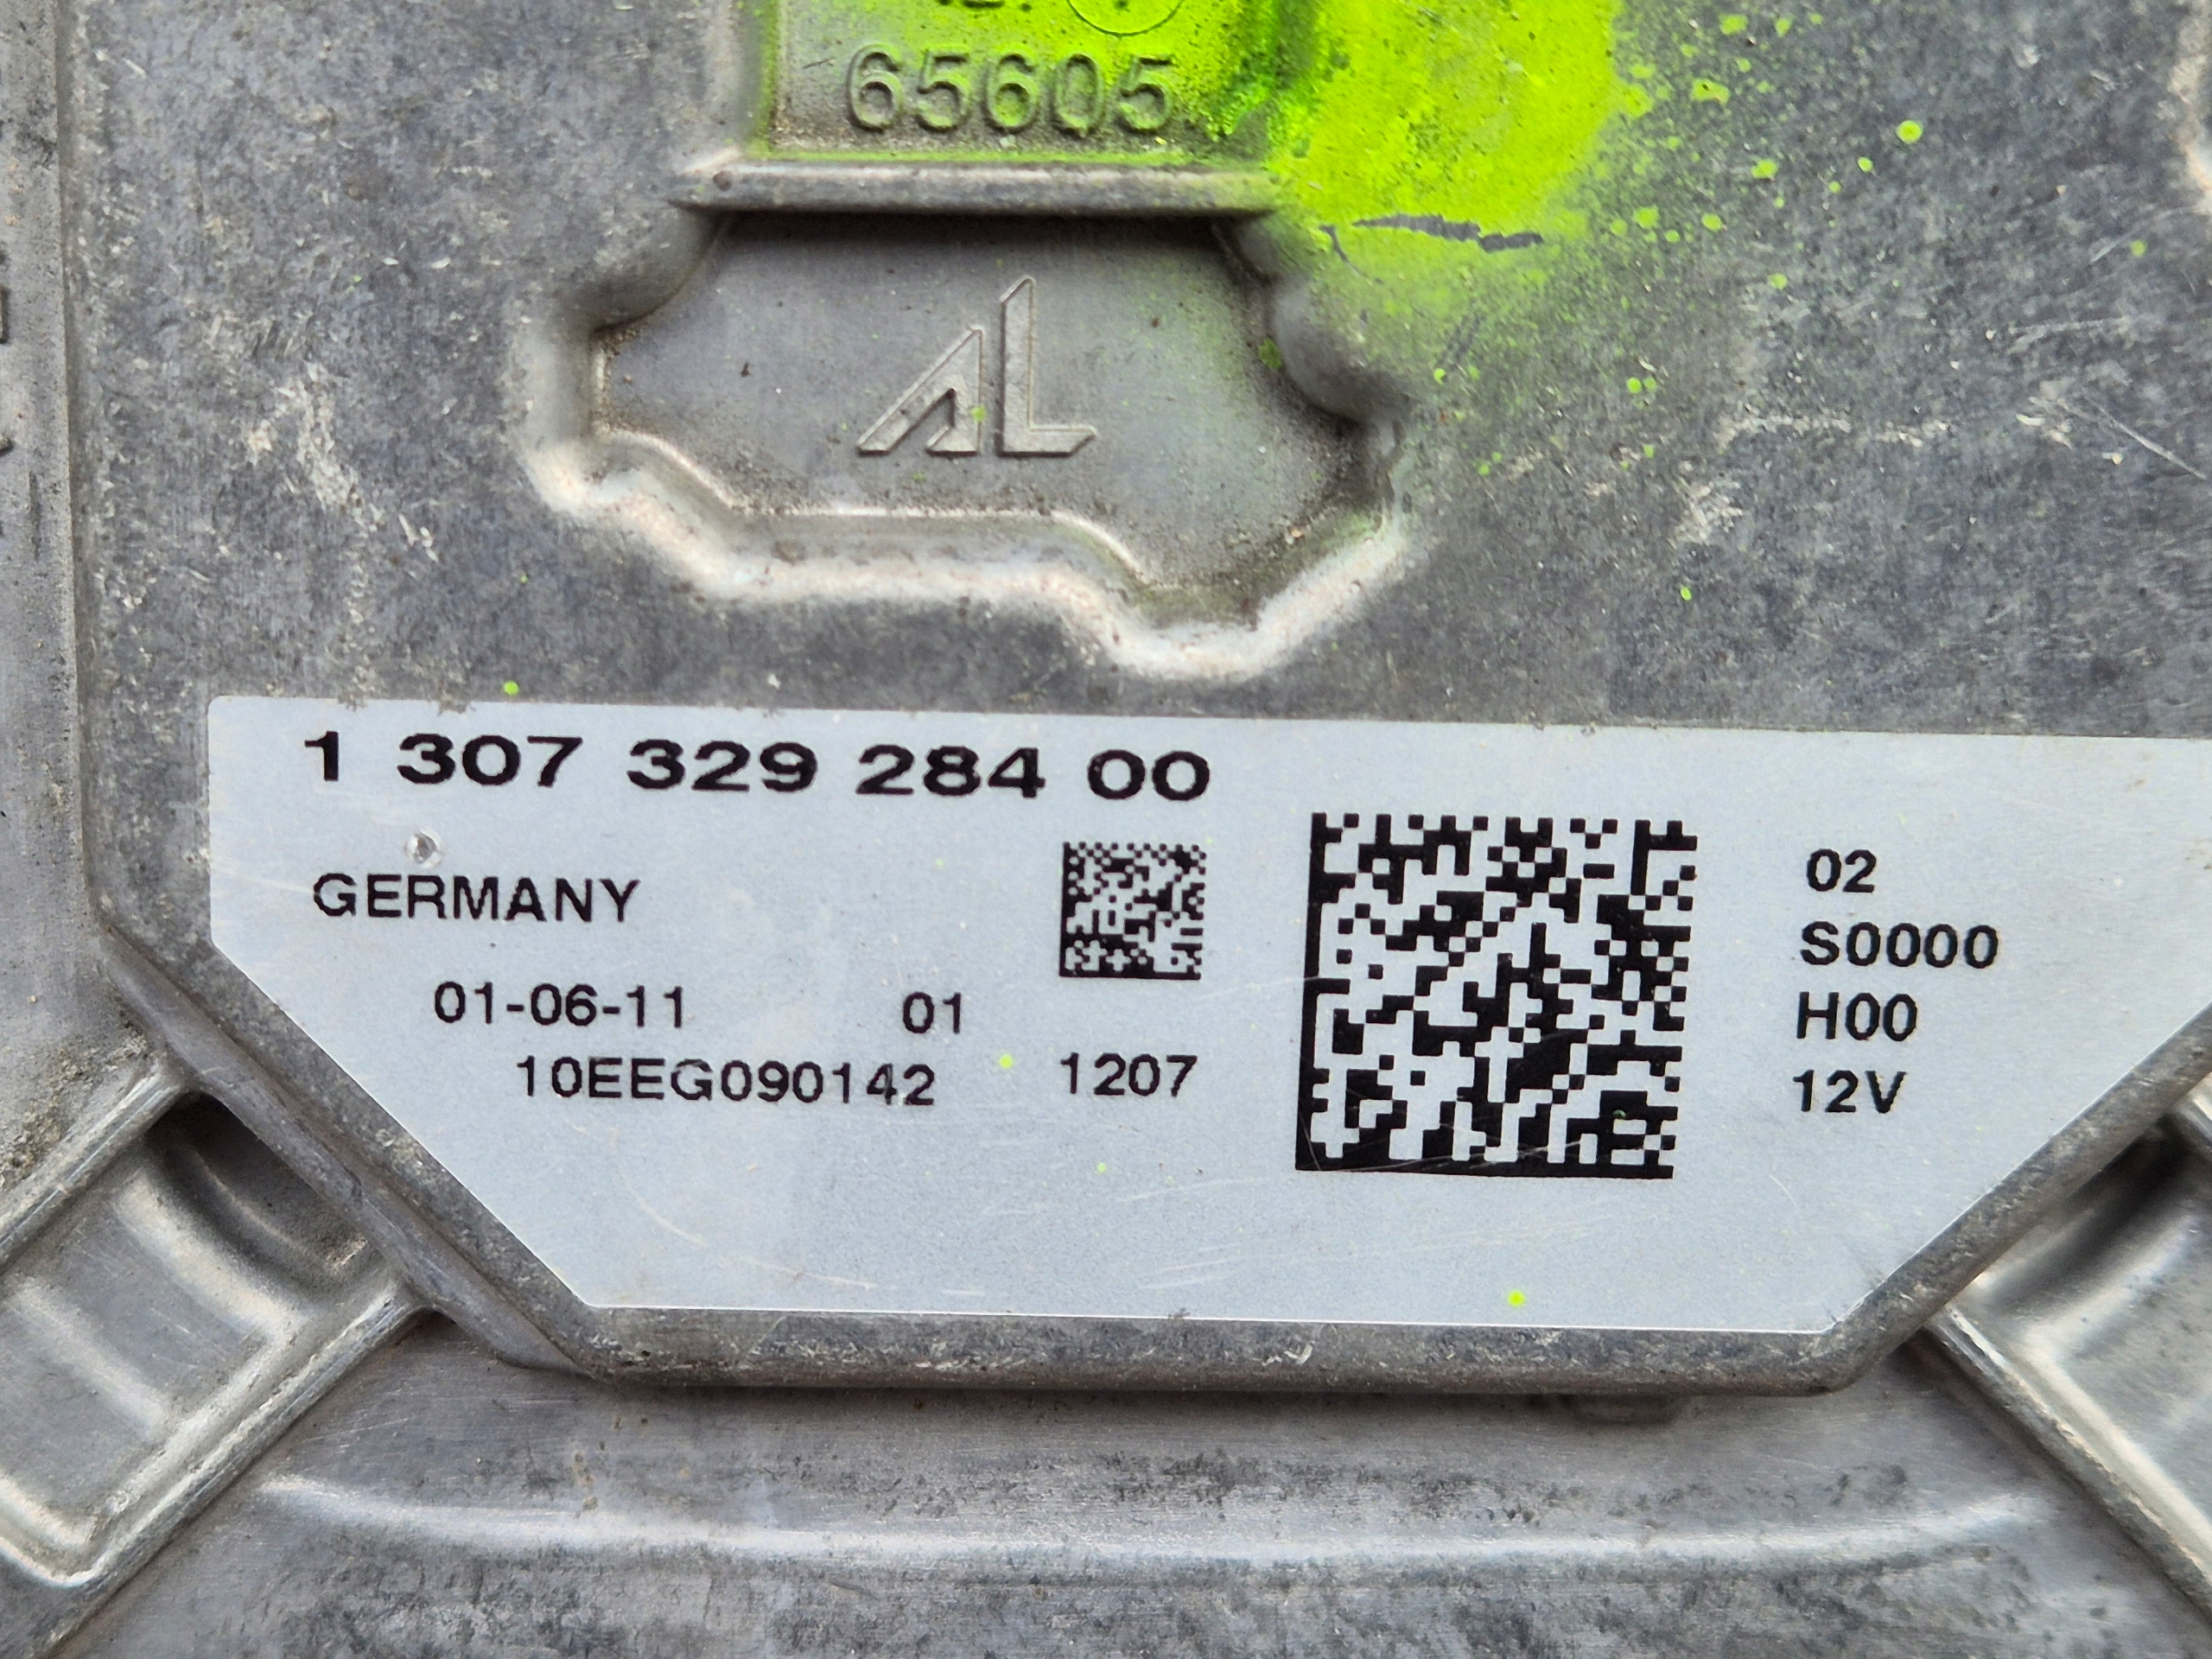 65605
AL
1 307 329 284 00
GERMANY
01-06-11 01
10EEG090142 1207
02
S0000
H00
12V